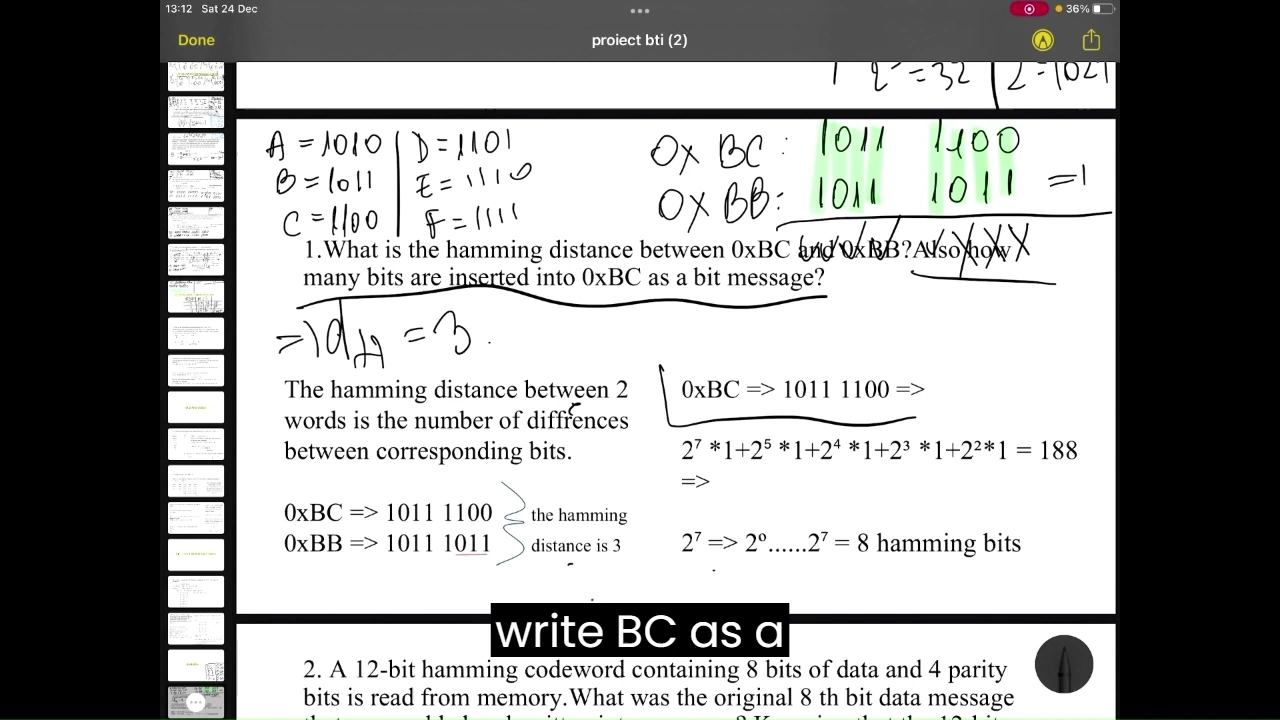 13:12 Sat 24 Dec
36%
Done
proiect bti (2)
2⁵ = 32
A = 1010 | D = 1101
B = 1011 | E = 1110
C = 1100 | F = 1111
0x BC : 1011 1100
0x BB : 1011 1011 => 1
1.What is the hamming distance between 0xBC and 0xBB? Also how
many bits are inserted into 0xBC as a bit message?
=> dH = 3.
The hamming distance between 2
words is the number of diffrences
between corresponding bits.
0xBC => 1011 1100
0xBB => 1011 1011
the hamming
distance is 3
0xBC => 1011 1100 =>
2⁷ *1+2⁵ *1+2⁴ *1+2³ *1+2²*1 = 188
=>
2⁷ => 2º......2⁷ = 8 hamming bits
write BC as a
2. A 12-bit hamming codeword containing 8 bits of data and 4 parity
bits is read from memory. What was the original 8 th bit data message